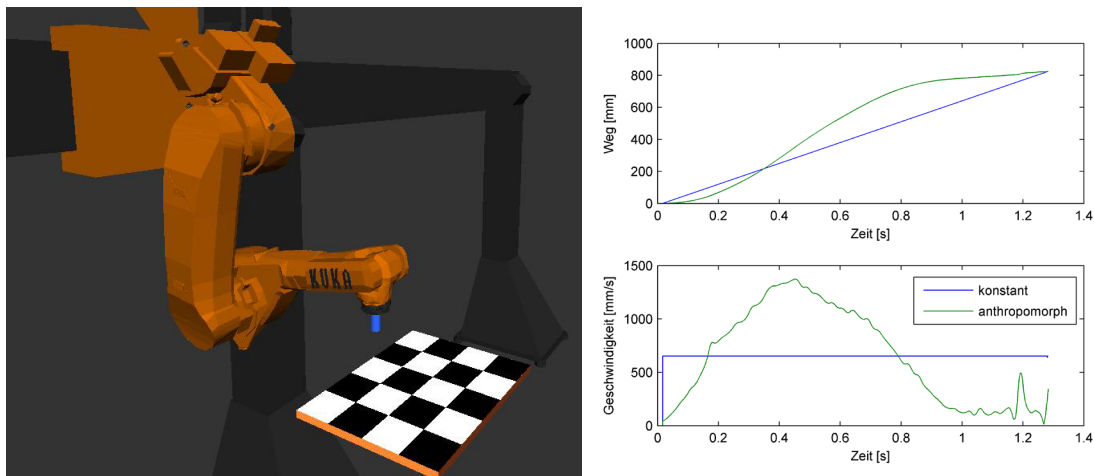 KUKA
1000
800
600
400
200
0
Weg [mm]
0 0.2 0.4 0.6 0.8 1 1.2 1.4
Zeit [s]
1500
1000
500
0
Geschwindigkeit [mm/s]
konstant
anthropomorph
0 0.2 0.4 0.6 0.8 1 1.2 1.4
Zeit [s]